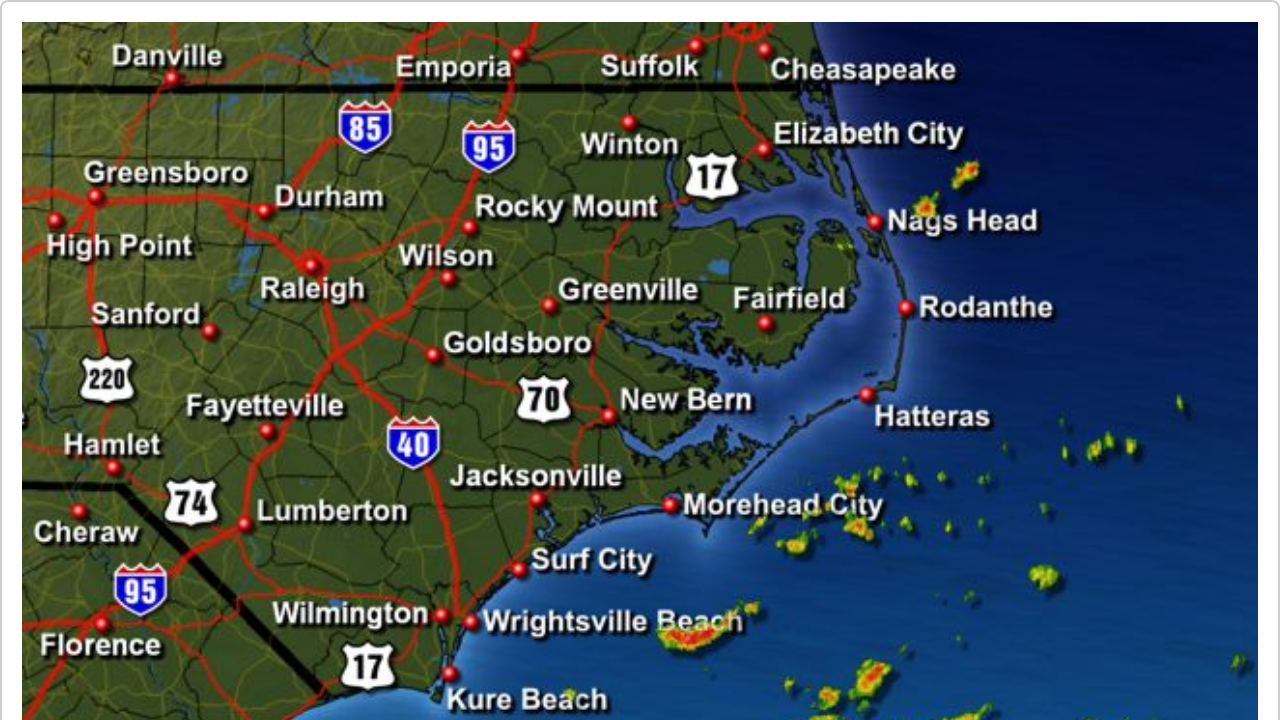 Danville
Emporia
Suffolk
Cheasapeake
85
95
Winton
Elizabeth City
17
Greensboro
Durham
Rocky Mount
Nags Head
High Point
Wilson
Raleigh
Greenville
Fairfield
Rodanthe
Sanford
Goldsboro
220
Fayetteville
70
New Bern
Hatteras
Hamlet
40
Jacksonville
74
Lumberton
Morehead City
Cheraw
Surf City
95
Wilmington
Wrightsville Beach
Florence
17
Kure Beach